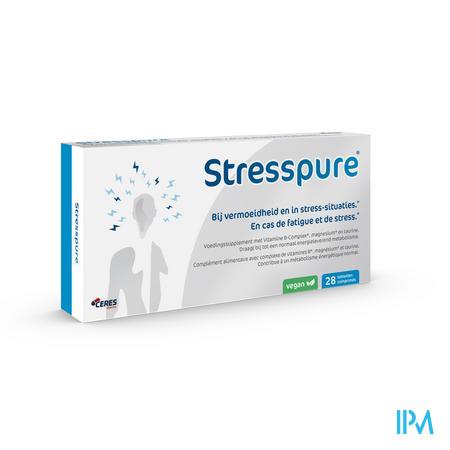 Stresspure®
Bij vermoeidheid en in stress-situaties.*
En cas de fatigue et de stress.*
Voedingssupplement met Vitamine B-Complex*, magnesium* en taurine.
Draagt bij tot een normaal energieleverend metabolisme.
Complément alimentaire avec complexe de vitamines B*, magnésium* et taurine.
Contribue à un métabolisme énergétique normal.
vegan
28 tabletten
comprimés
CERES
Stresspure
IPM